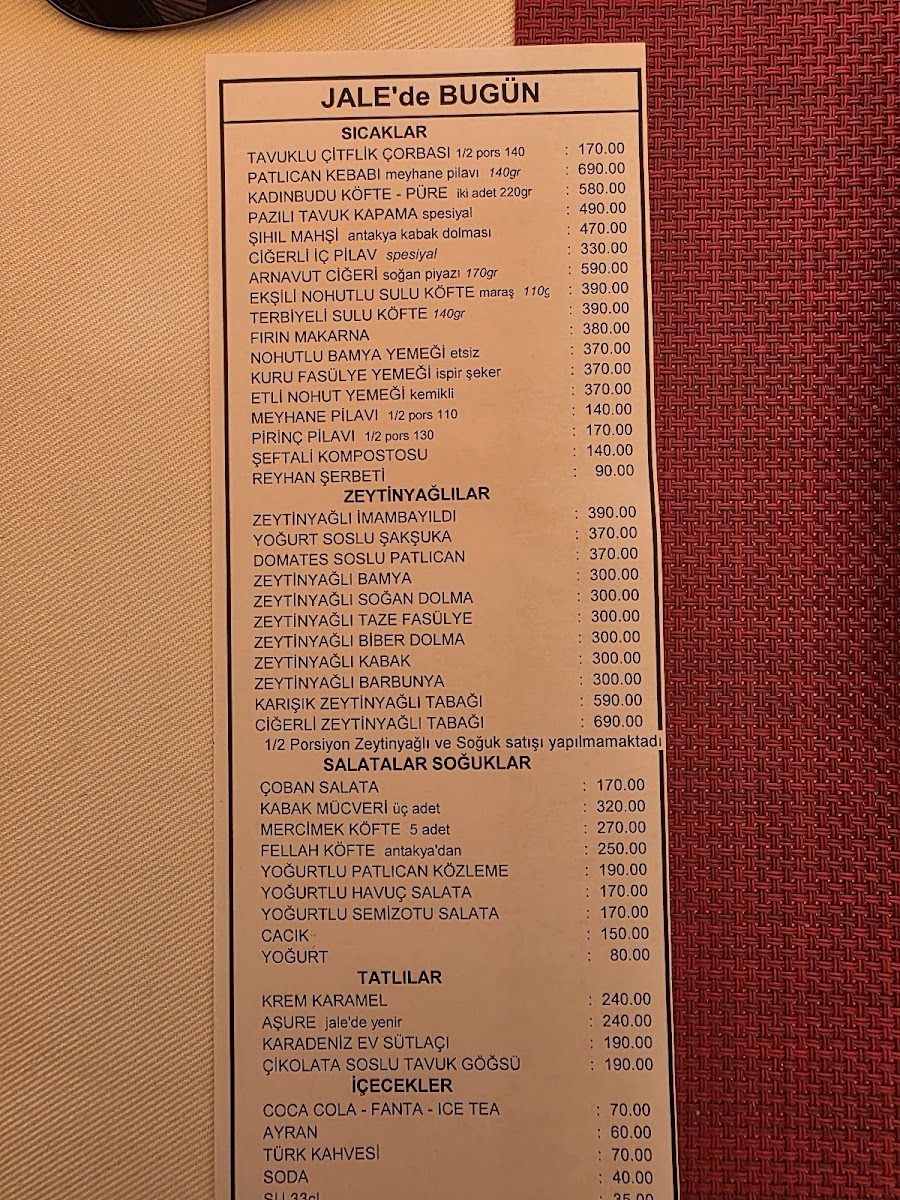 JALE'de BUGÜN
SICAKLAR
TAVUKLU ÇİTFLİK ÇORBASI 1/2 pors 140 : 170.00
PATLICAN KEBABI meyhane pilavı 140gr : 690.00
KADINBUDU KÖFTE - PÜRE iki adet 220gr : 580.00
PAZILI TAVUK KAPAMA spesiyal : 490.00
ŞIHIL MAHŞİ antakya kabak dolması : 470.00
CİĞERLİ İÇ PİLAV spesiyal : 330.00
ARNAVUT CİĞERİ soğan piyazı 170gr : 590.00
EKŞİLİ NOHUTLU SULU KÖFTE maraş 110g : 390.00
TERBİYELİ SULU KÖFTE 140gr : 390.00
FIRIN MAKARNA : 380.00
NOHUTLU BAMYA YEMEĞİ etsiz : 370.00
KURU FASÜLYE YEMEĞİ ispir şeker : 370.00
ETLİ NOHUT YEMEĞİ kemikli : 370.00
MEYHANE PİLAVI 1/2 pors 110 : 140.00
PİRİNÇ PİLAVI 1/2 pors 130 : 170.00
ŞEFTALİ KOMPOSTOSU : 140.00
REYHAN ŞERBETİ : 90.00
ZEYTİNYAĞLILAR
ZEYTİNYAĞLI İMAMBAYILDI : 390.00
YOĞURT SOSLU ŞAKŞUKA : 370.00
DOMATES SOSLU PATLICAN : 370.00
ZEYTİNYAĞLI BAMYA : 300.00
ZEYTİNYAĞLI SOĞAN DOLMA : 300.00
ZEYTİNYAĞLI TAZE FASÜLYE : 300.00
ZEYTİNYAĞLI BİBER DOLMA : 300.00
ZEYTİNYAĞLI KABAK : 300.00
ZEYTİNYAĞLI BARBUNYA : 300.00
KARIŞIK ZEYTİNYAĞLI TABAĞI : 590.00
CİĞERLİ ZEYTİNYAĞLI TABAĞI : 690.00
1/2 Porsiyon Zeytinyağlı ve Soğuk satışı yapılmamaktadı
SALATALAR SOĞUKLAR
ÇOBAN SALATA : 170.00
KABAK MÜCVERİ üç adet : 320.00
MERCİMEK KÖFTE 5 adet : 270.00
FELLAH KÖFTE antakya'dan : 250.00
YOĞURTLU PATLICAN KÖZLEME : 190.00
YOĞURTLU HAVUÇ SALATA : 170.00
YOĞURTLU SEMİZOTU SALATA : 170.00
CACIK : 150.00
YOĞURT : 80.00
TATLILAR
KREM KARAMEL : 240.00
AŞURE jale'de yenir : 240.00
KARADENİZ EV SÜTLAÇI : 190.00
ÇİKOLATA SOSLU TAVUK GÖĞSÜ : 190.00
İÇECEKLER
COCA COLA - FANTA - ICE TEA : 70.00
AYRAN : 60.00
TÜRK KAHVESİ : 70.00
SODA : 40.00
SU 33cl : 35.00